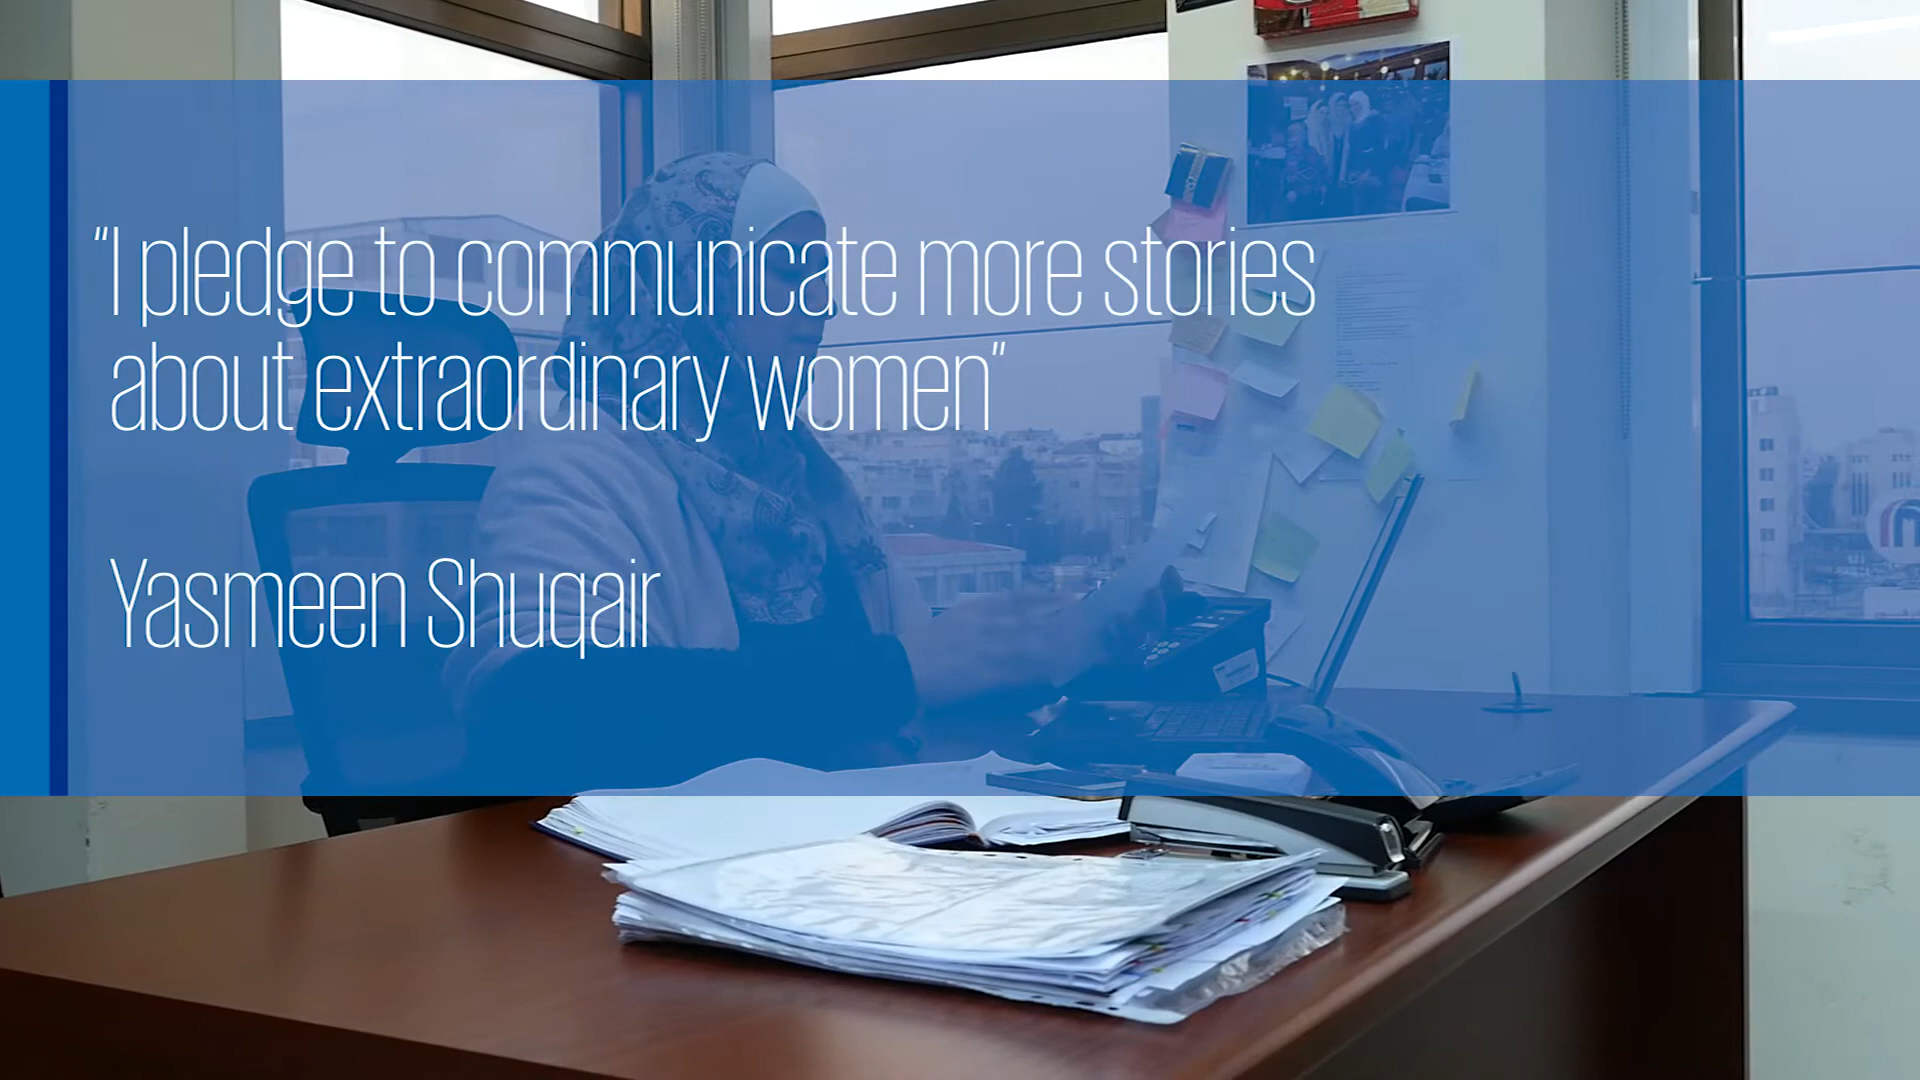 “I pledge to communicate more stories
about extraordinary women”
Yasmeen Shuqair